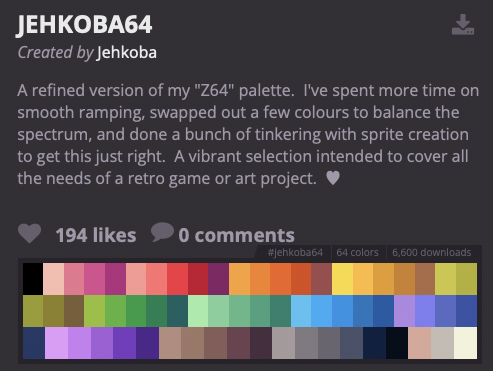 JEHKOBA64
Created by Jehkoba
A refined version of my "Z64" palette.  I've spent more time on
smooth ramping, swapped out a few colours to balance the
spectrum, and done a bunch of tinkering with sprite creation
to get this just right.  A vibrant selection intended to cover all
the needs of a retro game or art project. ♥
194 likes 0 comments
#jehkoba64 64 colors 6,600 downloads